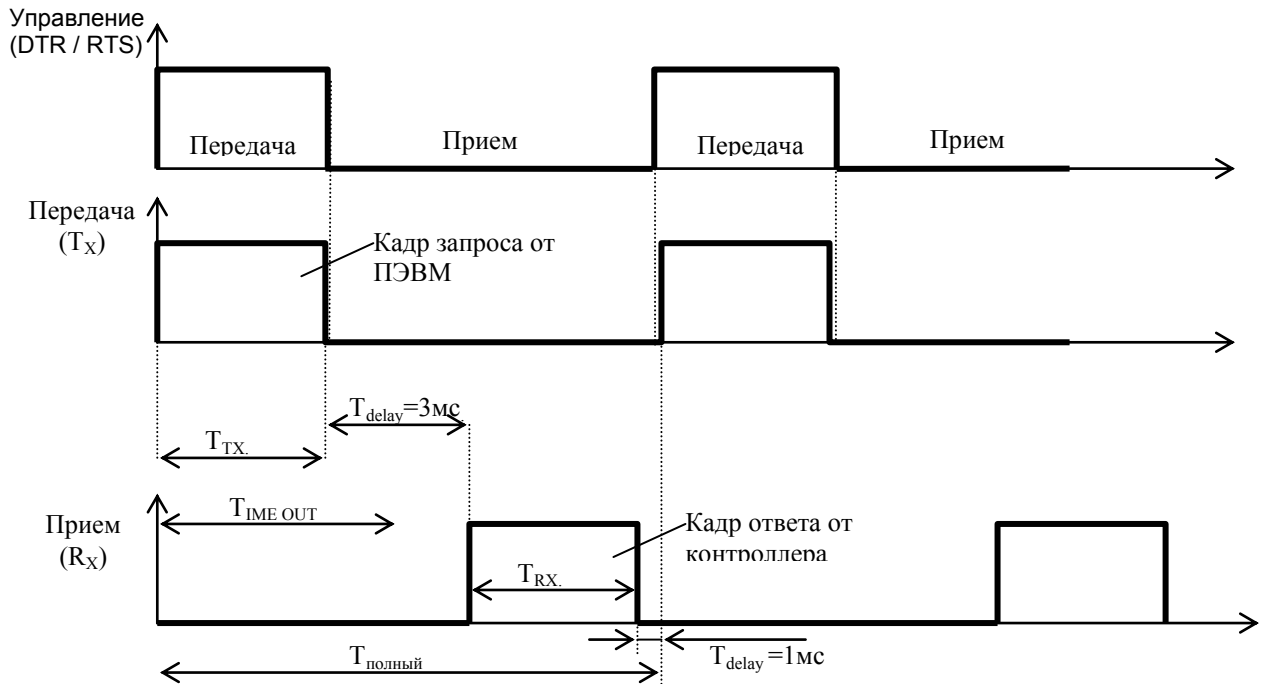 Управление
(DTR / RTS)
Передача
Прием
Передача
Прием
Передача
(TX)
Кадр запроса от
ПЭВМ
Tdelay=3мс
TTX.
Прием
(RX)
TIME OUT
Кадр ответа от
контроллера
TRX.
Tполный
Tdelay =1мс